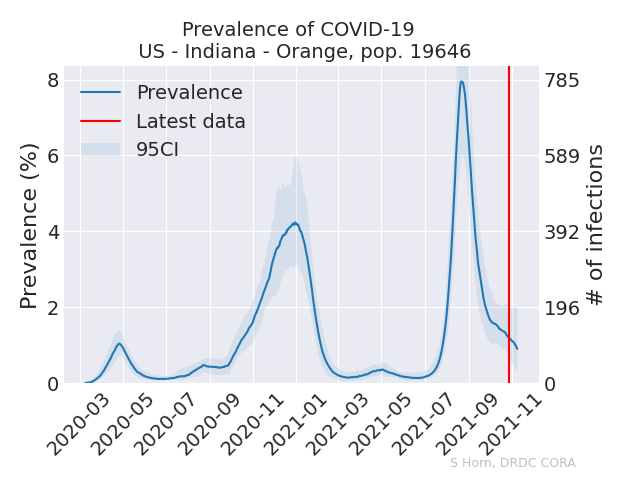 Prevalence of COVID-19
US - Indiana - Orange, pop. 19646
Prevalence (%)
8
6
4
2
0
Prevalence
Latest data
95CI
785
589
392
196
0
# of infections
2020-03
2020-05
2020-07
2020-09
2020-11
2021-01
2021-03
2021-05
2021-07
2021-09
2021-11
S Horn, DRDC CORA